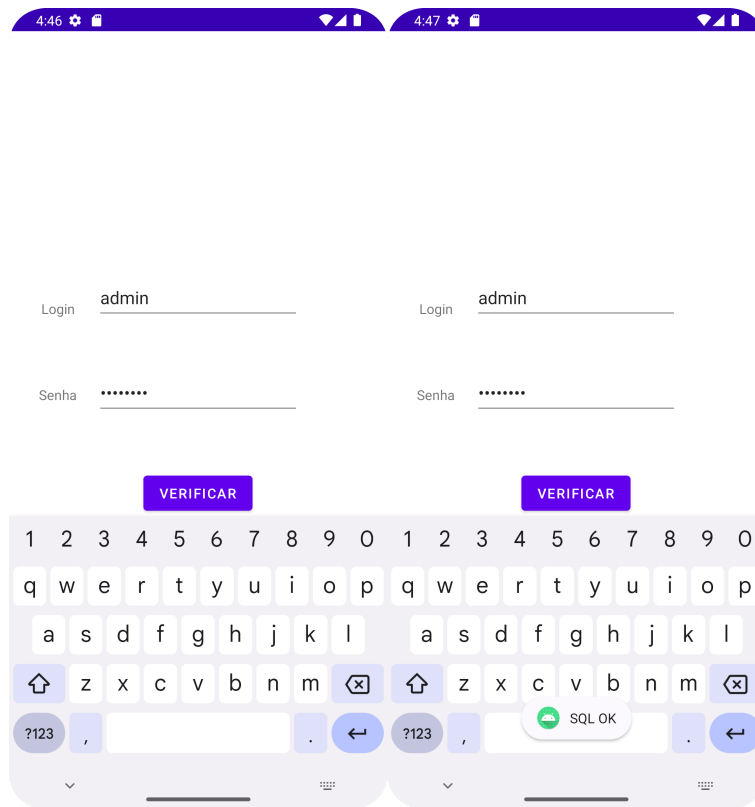 4:46
Login admin
Senha ••••••••
VERIFICAR
1 2 3 4 5 6 7 8 9 0
q w e r t y u i o p
a s d f g h j k l
z x c v b n m
?123 , .
4:47
Login admin
Senha ••••••••
VERIFICAR
1 2 3 4 5 6 7 8 9 0
q w e r t y u i o p
a s d f g h j k l
z x c v b n m
?123 , .
SQL OK